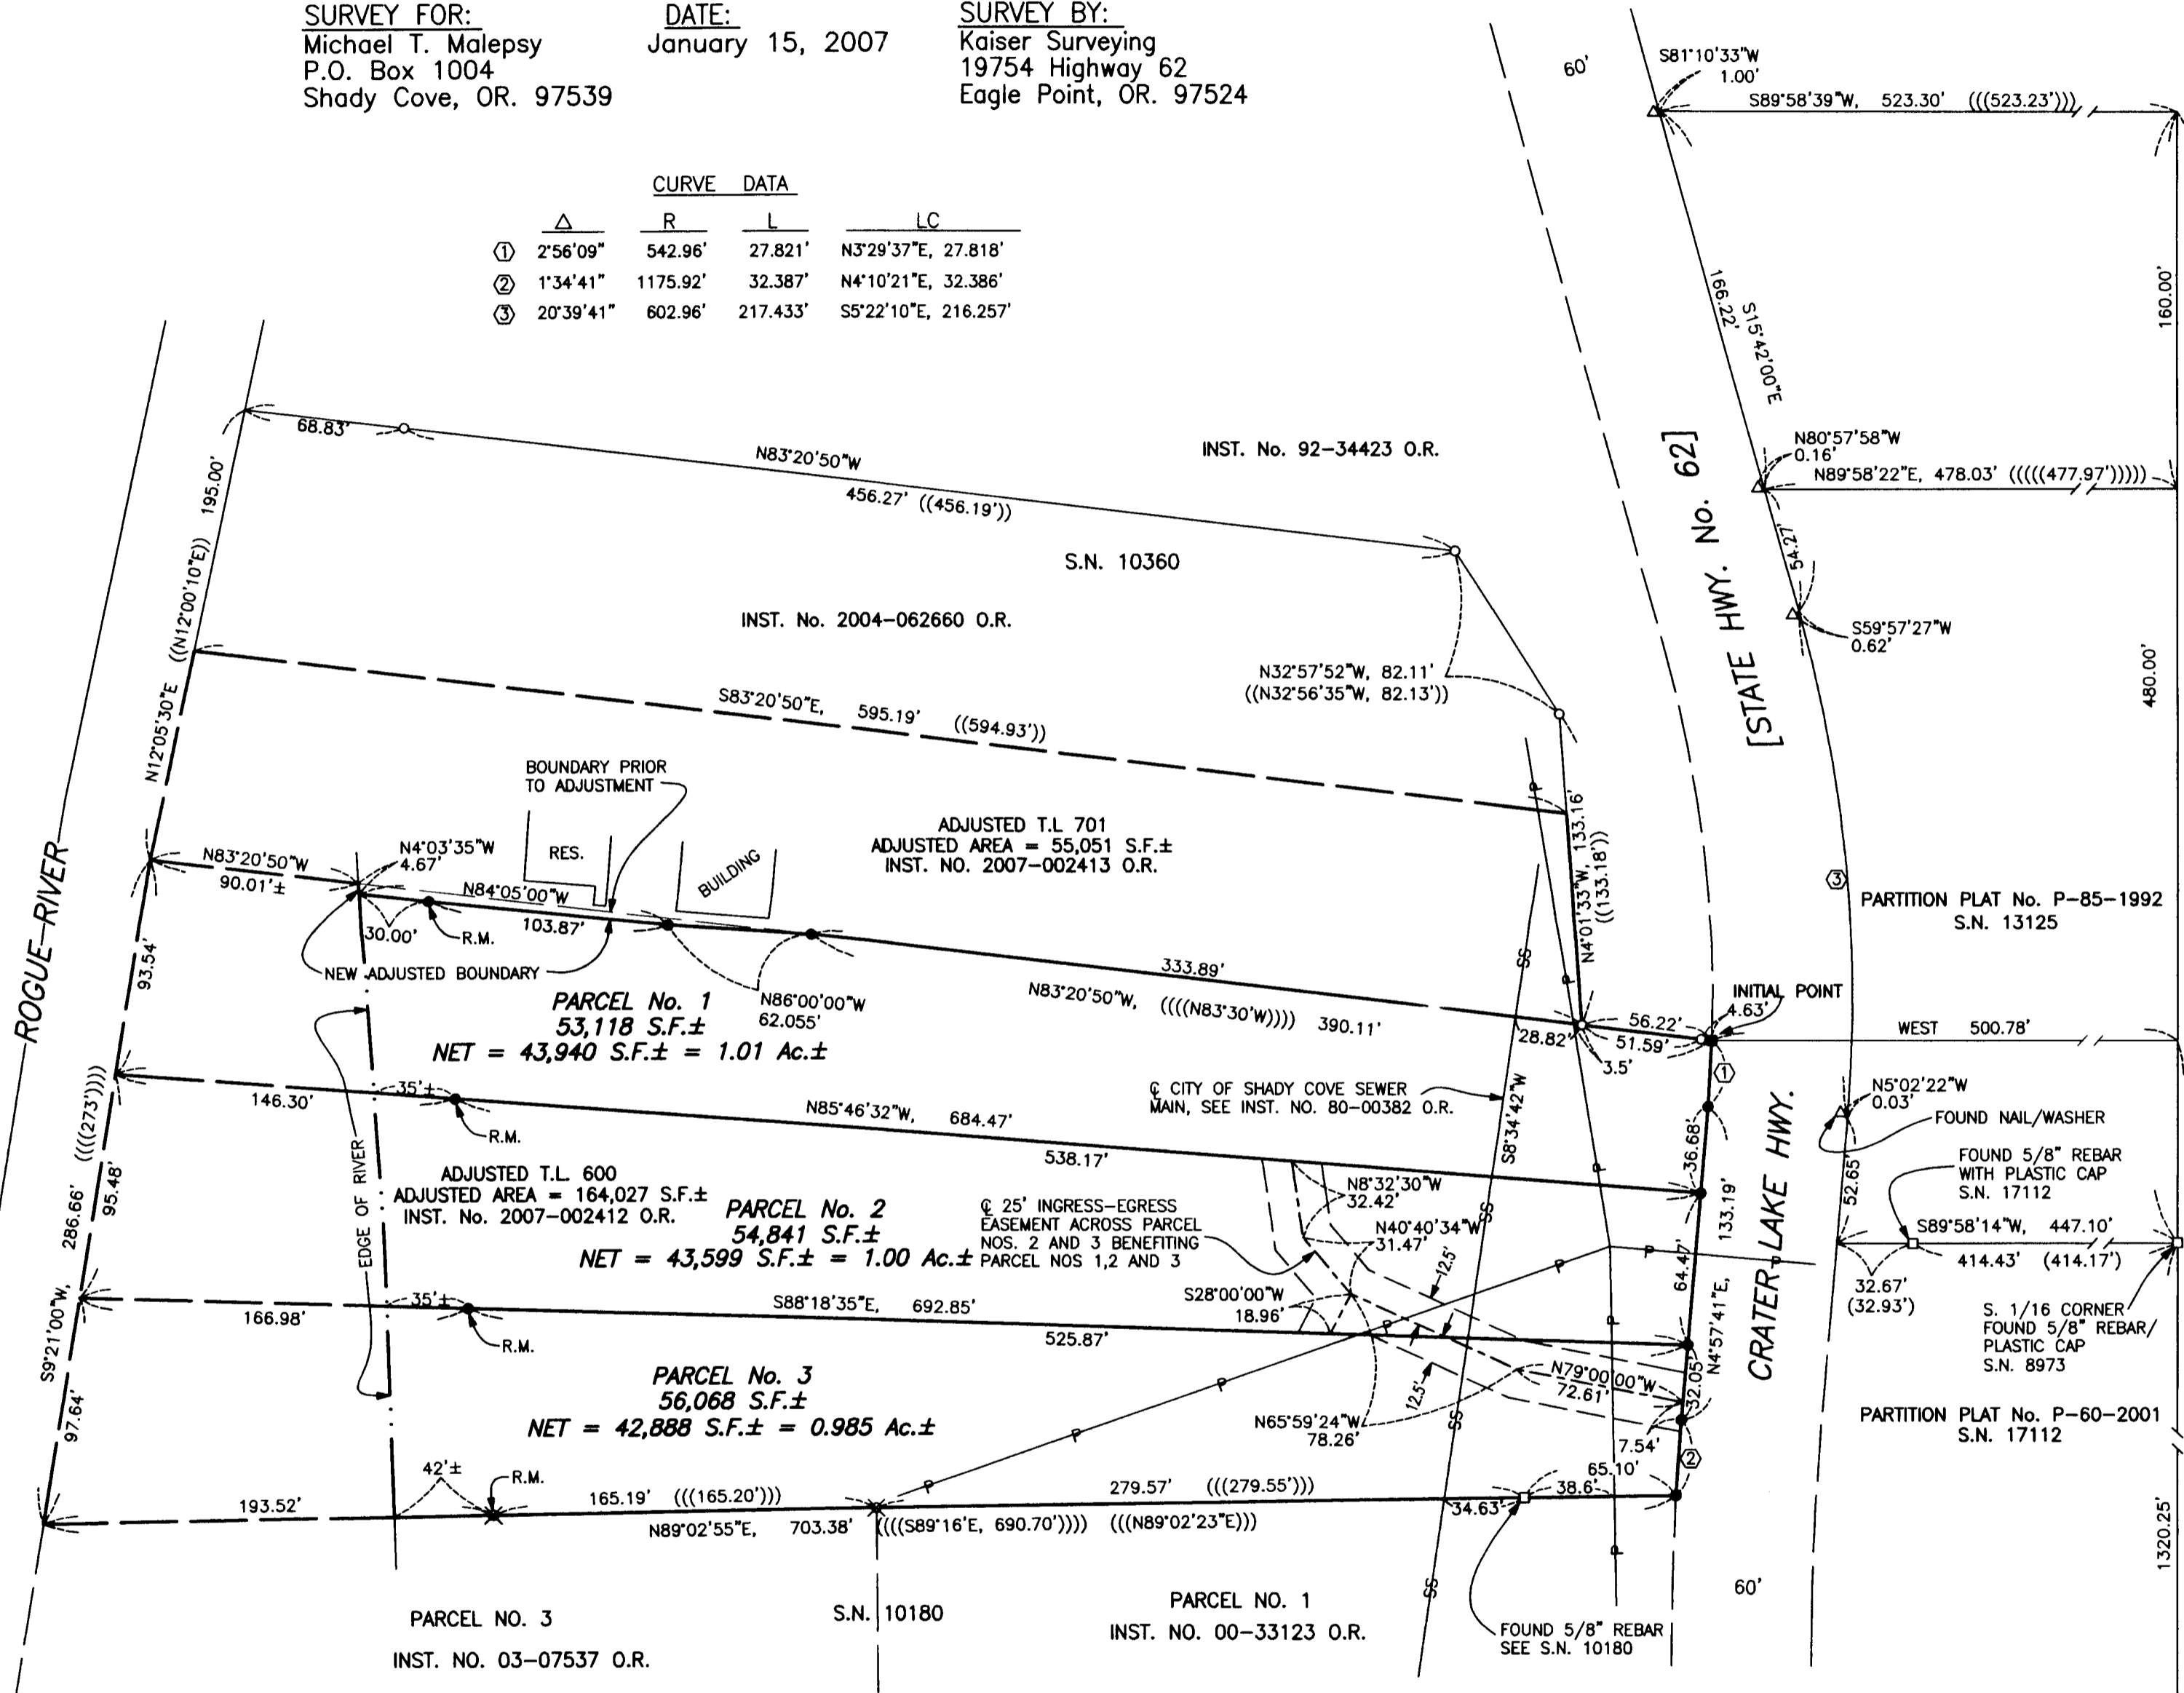 SURVEY FOR:
Michael T. Malepsy
P.O. Box 1004
Shady Cove, OR. 97539
DATE:
January 15, 2007
SURVEY BY:
Kaiser Surveying
19754 Highway 62
Eagle Point, OR. 97524
CURVE DATA
△ R L LC
1 2°56'09" 542.96' 27.821' N3°29'37"E, 27.818'
2 1°34'41" 1175.92' 32.387' N4°10'21"E, 32.386'
3 20°39'41" 602.96' 217.433' S5°22'10"E, 216.257'
60'
S81°10'33"W
1.00'
S89°58'39"W, 523.30' (((523.23')))
160.00'
166.22'
S15°42'00"E
N80°57'58"W
0.16'
N89°58'22"E, 478.03' (((((477.97')))))
54.27'
S59°57'27"W
0.62'
480.00'
[STATE HWY. No. 62]
68.83'
N83°20'50"W
456.27' ((456.19'))
INST. No. 92-34423 O.R.
S.N. 10360
INST. No. 2004-062660 O.R.
N12°05'30"E ((N12°00'10"E)) 195.00'
N32°57'52"W, 82.11'
((N32°56'35"W, 82.13'))
S83°20'50"E, 595.19' ((594.93'))
BOUNDARY PRIOR
TO ADJUSTMENT
ADJUSTED T.L 701
ADJUSTED AREA = 55,051 S.F.±
INST. NO. 2007-002413 O.R.
N4°01'33"W, 133.16'
((133.18'))
P
P
RES.
BUILDING
N83°20'50"W
90.01'±
N4°03'35"W
4.67'
N84°05'00"W
103.87'
30.00'
R.M.
NEW ADJUSTED BOUNDARY
ROGUE RIVER
93.54'
N86°00'00"W
62.055'
333.89'
N83°20'50"W, ((((N83°30'W)))) 390.11'
SS
28.82'
56.22'
51.59'
3.5'
4.63'
INITIAL POINT
WEST 500.78'
3
PARTITION PLAT No. P-85-1992
S.N. 13125
PARCEL No. 1
53,118 S.F.±
NET = 43,940 S.F.± = 1.01 Ac.±
1
℄ CITY OF SHADY COVE SEWER
MAIN, SEE INST. NO. 80-00382 O.R.
S8°34'42"W
N5°02'22"W
0.03'
FOUND NAIL/WASHER
FOUND 5/8" REBAR
WITH PLASTIC CAP
S.N. 17112
146.30'
35'±
R.M.
N85°46'32"W, 684.47'
538.17'
36.68'
133.19'
52.65'
S89°58'14"W, 447.10'
414.43' (414.17')
32.67'
(32.93')
S. 1/16 CORNER
FOUND 5/8" REBAR/
PLASTIC CAP
S.N. 8973
CRATER LAKE HWY.
S9°21'00"W, 286.66' ((((273'))))
95.48'
EDGE OF RIVER
ADJUSTED T.L. 600
ADJUSTED AREA = 164,027 S.F.±
INST. No. 2007-002412 O.R.
PARCEL No. 2
54,841 S.F.±
NET = 43,599 S.F.± = 1.00 Ac.±
℄ 25' INGRESS-EGRESS
EASEMENT ACROSS PARCEL
NOS. 2 AND 3 BENEFITING
PARCEL NOS 1,2 AND 3
N8°32'30"W
32.42'
N40°40'34"W
31.47'
SS
P
P
P
P
64.47'
N4°57'41"E,
12.5'
S28°00'00"W
18.96'
166.98'
35'±
R.M.
S88°18'35"E, 692.85'
525.87'
P
P
P
P
P
12.5'
N79°00'00"W
72.61'
32.05'
N65°59'24"W
78.26'
7.54'
2
PARTITION PLAT No. P-60-2001
S.N. 17112
PARCEL No. 3
56,068 S.F.±
NET = 42,888 S.F.± = 0.985 Ac.±
97.64'
SS
42'±
R.M.
193.52'
165.19' (((165.20')))
279.57' (((279.55')))
65.10'
38.6'
34.63'
N89°02'55"E, 703.38' ((((S89°16'E, 690.70')))) (((N89°02'23"E)))
P
SS
60'
1320.25'
PARCEL NO. 3
INST. NO. 03-07537 O.R.
S.N. 10180
PARCEL NO. 1
INST. NO. 00-33123 O.R.
FOUND 5/8" REBAR
SEE S.N. 10180